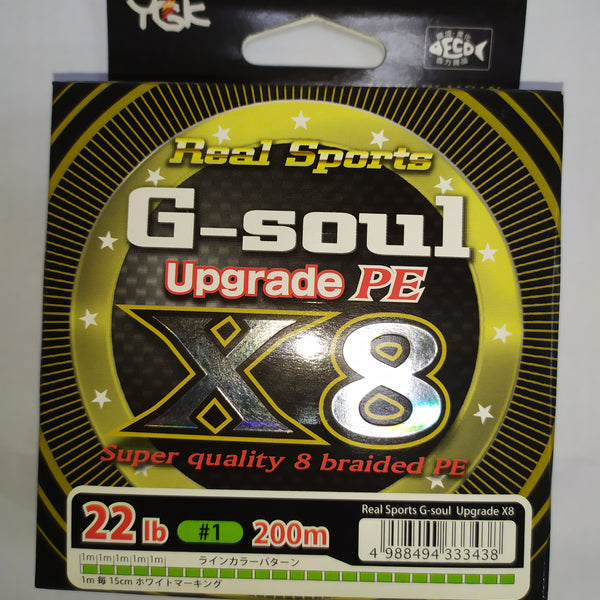 YGK
ECO
Real Sports
G-soul
Upgrade PE
X8
Super quality 8 braided PE
22 lb #1 200m
Real Sports G-soul Upgrade X8
4 988494 333438
1m 1m 1m 1m 1m ラインカラーパターン
1m 毎 15cm ホワイトマーキング